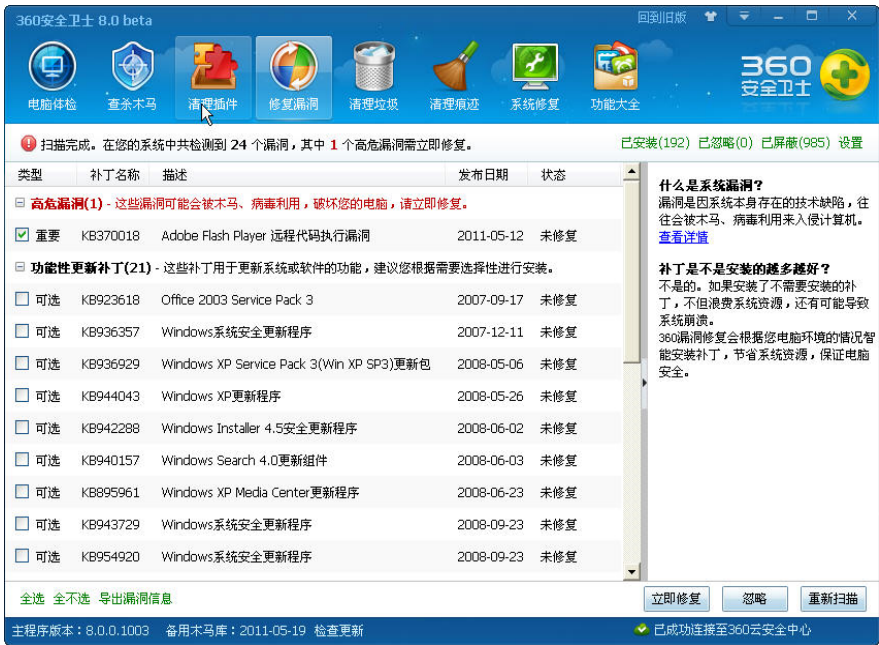 360安全卫士 8.0 beta
回到旧版
电脑体检 查杀木马 清理插件 修复漏洞 清理垃圾 清理痕迹 系统修复 功能大全
360
安全卫士
扫描完成。在您的系统中共检测到 24 个漏洞，其中 1 个高危漏洞需立即修复。
已安装(192) 已忽略(0) 已屏蔽(985) 设置
类型 补丁名称 描述 发布日期 状态
高危漏洞(1) - 这些漏洞可能会被木马、病毒利用，破坏您的电脑，请立即修复。
重要 KB370018 Adobe Flash Player 远程代码执行漏洞 2011-05-12 未修复
功能性更新补丁(21) - 这些补丁用于更新系统或软件的功能，建议您根据需要选择性进行安装。
可选 KB923618 Office 2003 Service Pack 3 2007-09-17 未修复
可选 KB936357 Windows系统安全更新程序 2007-12-11 未修复
可选 KB936929 Windows XP Service Pack 3(Win XP SP3)更新包 2008-05-06 未修复
可选 KB944043 Windows XP更新程序 2008-05-26 未修复
可选 KB942288 Windows Installer 4.5安全更新程序 2008-06-02 未修复
可选 KB940157 Windows Search 4.0更新组件 2008-06-03 未修复
可选 KB895961 Windows XP Media Center更新程序 2008-06-23 未修复
可选 KB943729 Windows系统安全更新程序 2008-09-23 未修复
可选 KB954920 Windows系统安全更新程序 2008-09-23 未修复
什么是系统漏洞？
漏洞是因系统本身存在的技术缺陷，往
往会被木马、病毒利用来入侵计算机。
查看详情
补丁是不是安装的越多越好？
不是的。如果安装了不需要安装的补
丁，不但浪费系统资源，还有可能导致
系统崩溃。
360漏洞修复会根据您电脑环境的情况智
能安装补丁，节省系统资源，保证电脑
安全。
全选 全不选 导出漏洞信息
立即修复 忽略 重新扫描
主程序版本：8.0.0.1003 备用木马库：2011-05-19 检查更新
已成功连接至360云安全中心